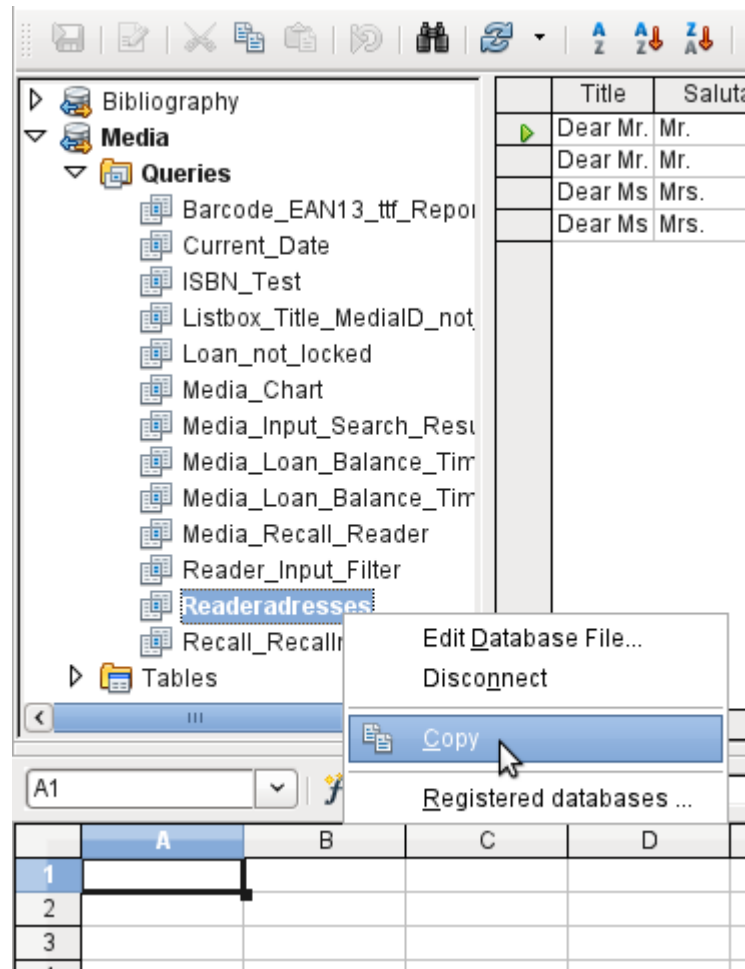 Bibliography
Media
Queries
Barcode_EAN13_ttf_Repor
Current_Date
ISBN_Test
Listbox_Title_MediaID_not_
Loan_not_locked
Media_Chart
Media_Input_Search_Resu
Media_Loan_Balance_Tim
Media_Loan_Balance_Tim
Media_Recall_Reader
Reader_Input_Filter
Readeradresses
Recall_Recallr
Tables
Title Saluta
Dear Mr. Mr.
Dear Mr. Mr.
Dear Ms Mrs.
Dear Ms Mrs.
Edit Database File...
Disconnect
Copy
Registered databases ...
A1
A B C D
1
2
3